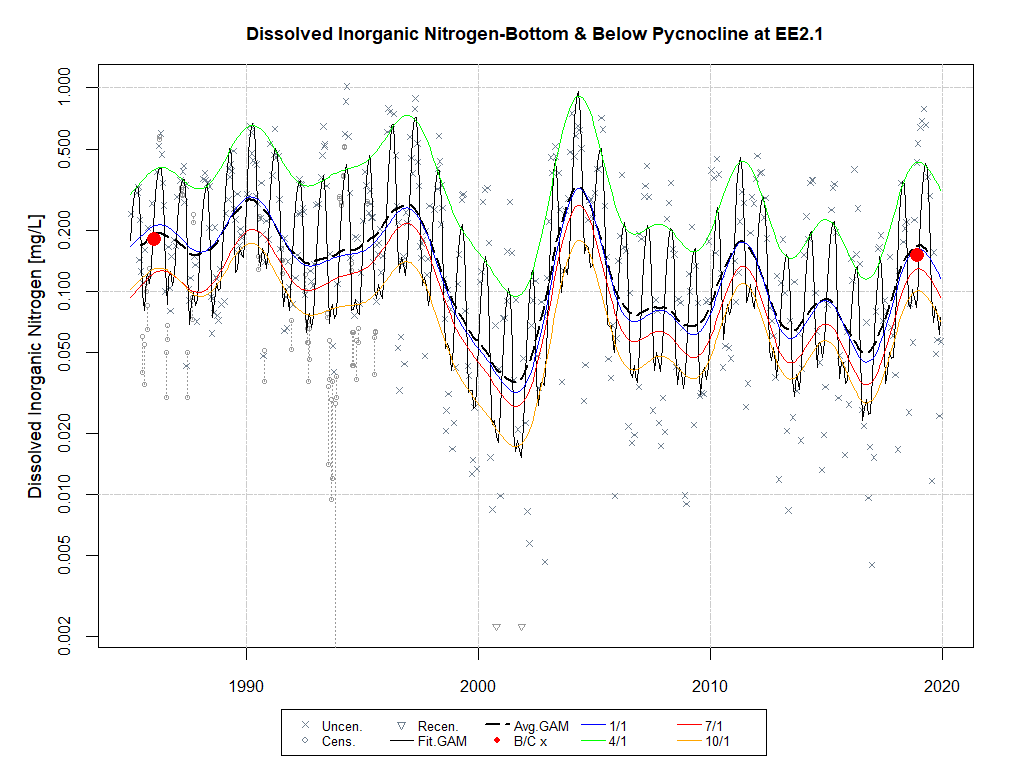 Dissolved Inorganic Nitrogen-Bottom & Below Pycnocline at EE2.1
Dissolved Inorganic Nitrogen [mg/L]
1.000
0.500
0.200
0.100
0.050
0.020
0.010
0.005
0.002
1990 2000 2010 2020
Uncen. Recen. Avg.GAM 1/1 7/1
Cens. Fit.GAM B/C x 4/1 10/1